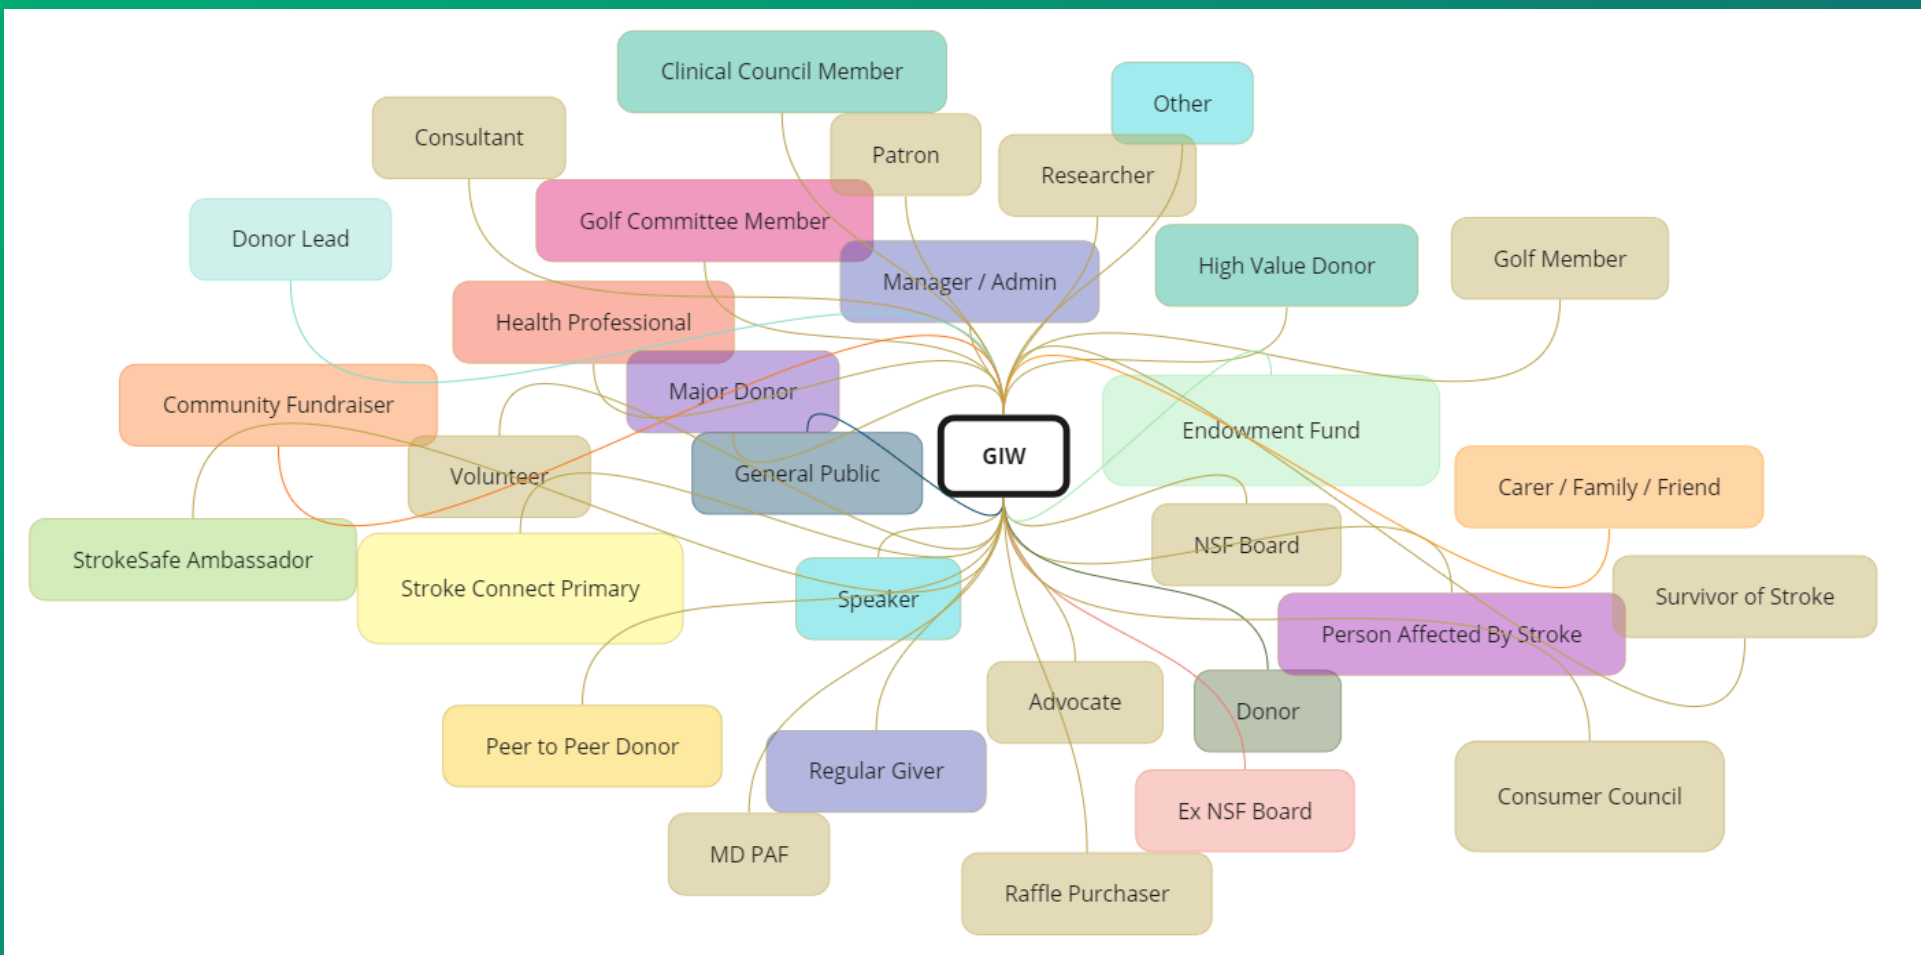 Clinical Council Member
Other
Consultant
Patron
Researcher
Golf Committee Member
Donor Lead
Manager / Admin
High Value Donor
Golf Member
Health Professional
Major Donor
Community Fundraiser
Endowment Fund
GIW
Volunteer
General Public
Carer / Family / Friend
NSF Board
StrokeSafe Ambassador
Stroke Connect Primary
Speaker
Survivor of Stroke
Person Affected By Stroke
Advocate
Donor
Peer to Peer Donor
Regular Giver
Consumer Council
Ex NSF Board
MD PAF
Raffle Purchaser